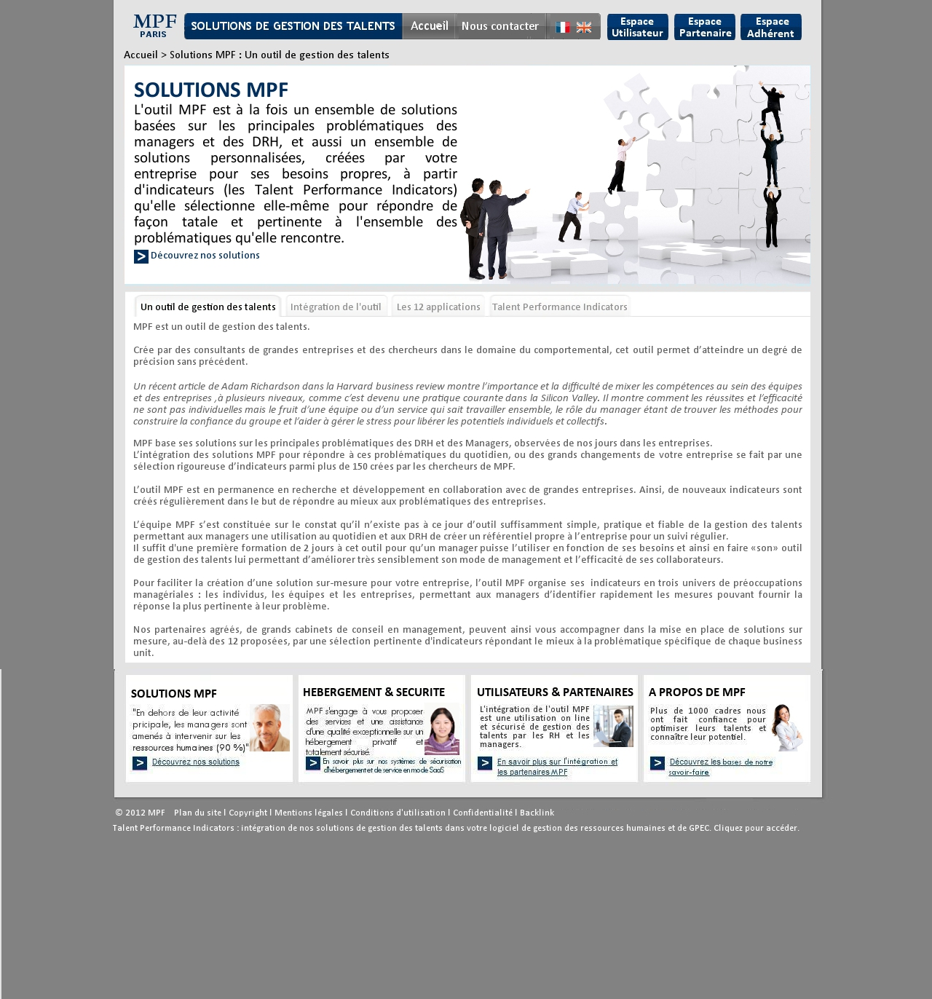 MPF
PARIS
SOLUTIONS DE GESTION DES TALENTS
Accueil
Nous contacter
Espace
Utilisateur
Espace
Partenaire
Espace
Adhérent
Accueil > Solutions MPF : Un outil de gestion des talents
SOLUTIONS MPF
L'outil MPF est à la fois un ensemble de solutions
basées sur les principales problématiques des
managers et des DRH, et aussi un ensemble de
solutions personnalisées, créées par votre
entreprise pour ses besoins propres, à partir
d'indicateurs (les Talent Performance Indicators)
qu'elle sélectionne elle-même pour répondre de
façon tatale et pertinente à l'ensemble des
problématiques qu'elle rencontre.
> Découvrez nos solutions
Un outil de gestion des talents
Intégration de l'outil
Les 12 applications
Talent Performance Indicators
MPF est un outil de gestion des talents.
Crée par des consultants de grandes entreprises et des chercheurs dans le domaine du comportemental, cet outil permet d’atteindre un degré de
précision sans précédent.
Un récent article de Adam Richardson dans la Harvard business review montre l’importance et la difficulté de mixer les compétences au sein des équipes
et des entreprises ,à plusieurs niveaux, comme c’est devenu une pratique courante dans la Silicon Valley. Il montre comment les réussites et l’efficacité
ne sont pas individuelles mais le fruit d’une équipe ou d’un service qui sait travailler ensemble, le rôle du manager étant de trouver les méthodes pour
construire la confiance du groupe et l’aider à gérer le stress pour libérer les potentiels individuels et collectifs.
MPF base ses solutions sur les principales problématiques des DRH et des Managers, observées de nos jours dans les entreprises.
L’intégration des solutions MPF pour répondre à ces problématiques du quotidien, ou des grands changements de votre entreprise se fait par une
sélection rigoureuse d’indicateurs parmi plus de 150 crées par les chercheurs de MPF.
L’outil MPF est en permanence en recherche et développement en collaboration avec de grandes entreprises. Ainsi, de nouveaux indicateurs sont
créés régulièrement dans le but de répondre au mieux aux problématiques des entreprises.
L’équipe MPF s’est constituée sur le constat qu’il n’existe pas à ce jour d’outil suffisamment simple, pratique et fiable de la gestion des talents
permettant aux managers une utilisation au quotidien et aux DRH de créer un référentiel propre à l’entreprise pour un suivi régulier.
Il suffit d'une première formation de 2 jours à cet outil pour qu’un manager puisse l’utiliser en fonction de ses besoins et ainsi en faire «son» outil
de gestion des talents lui permettant d’améliorer très sensiblement son mode de management et l’efficacité de ses collaborateurs.
Pour faciliter la création d’une solution sur-mesure pour votre entreprise, l’outil MPF organise ses indicateurs en trois univers de préoccupations
managériales : les individus, les équipes et les entreprises, permettant aux managers d’identifier rapidement les mesures pouvant fournir la
réponse la plus pertinente à leur problème.
Nos partenaires agréés, de grands cabinets de conseil en management, peuvent ainsi vous accompagner dans la mise en place de solutions sur
mesure, au-delà des 12 proposées, par une sélection pertinente d'indicateurs répondant le mieux à la problématique spécifique de chaque business
unit.
SOLUTIONS MPF
"En dehors de leur activité
pricipale, les managers sont
amenés à intervenir sur les
ressources humaines (90 %)"
> Découvrez nos solutions
HEBERGEMENT & SECURITE
MPF s'engage à vous proposer
des services et une assistance
d'une qualité exceptionnelle sur un
hébergement privatif et
totalement sécurisé.
> En savoir plus sur nos systèmes de sécurisation
d'hébergement et de service en mode SaaS
UTILISATEURS & PARTENAIRES
L'intégration de l'outil MPF
est une utilisation on line
et sécurisé de gestion des
talents par les RH et les
managers.
> En savoir plus sur l'intégration et
les partenaires MPF
A PROPOS DE MPF
Plus de 1000 cadres nous
ont fait confiance pour
optimiser leurs talents et
connaître leur potentiel.
> Découvrez les bases de notre
savoir-faire
© 2012 MPF Plan du site l Copyright l Mentions légales l Conditions d'utilisation l Confidentialité l Backlink
Talent Performance Indicators : intégration de nos solutions de gestion des talents dans votre logiciel de gestion des ressources humaines et de GPEC. Cliquez pour accéder.